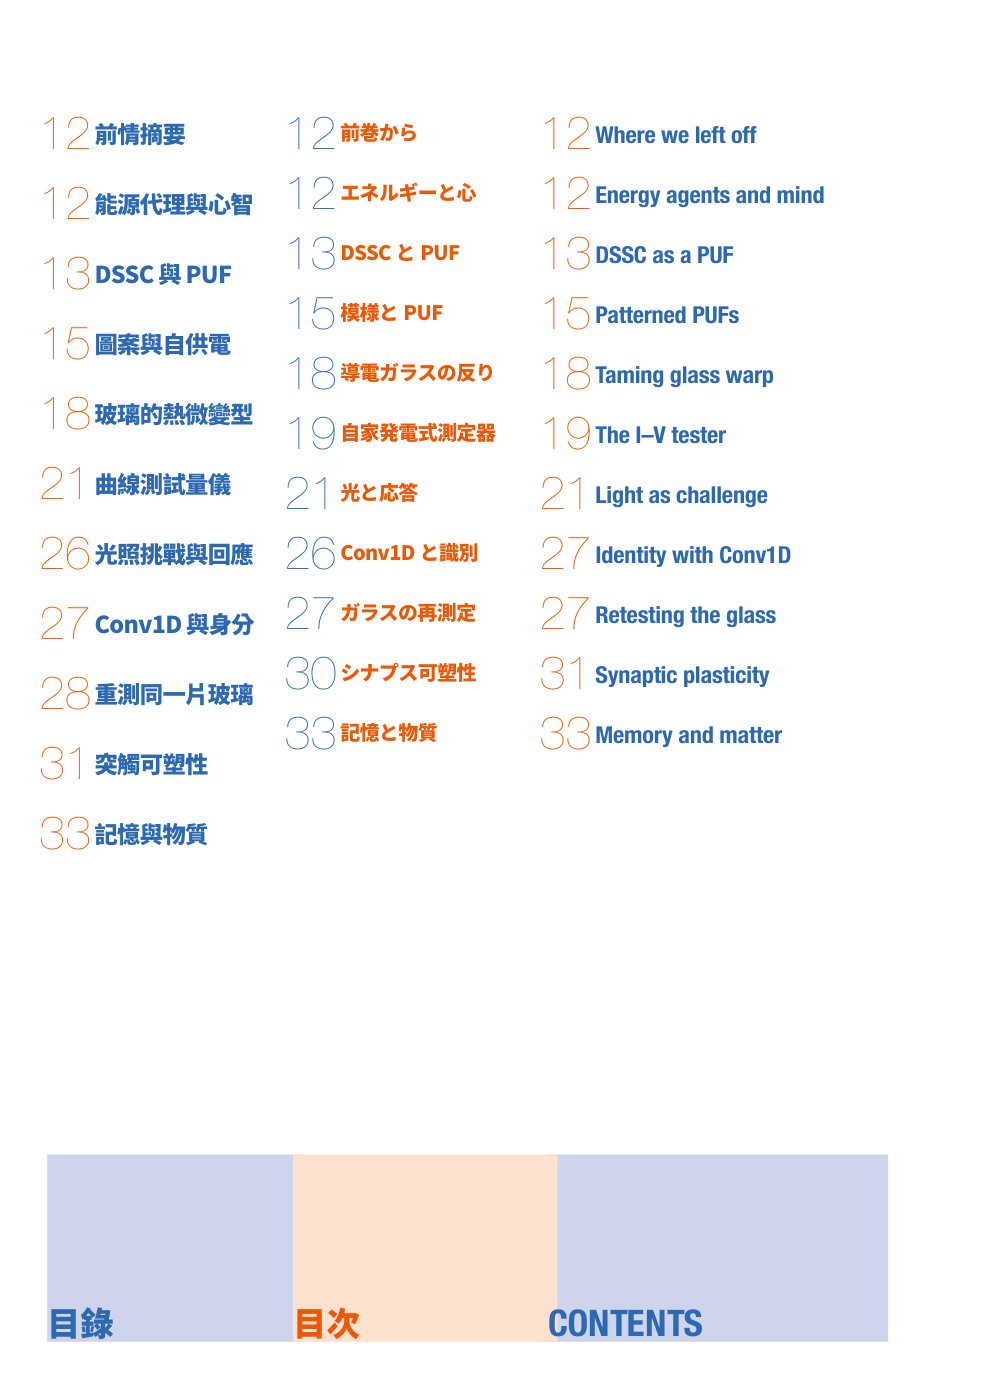 12 前情摘要
12 能源代理與心智
13 DSSC 與 PUF
15 圖案與自供電
18 玻璃的熱微變型
21 曲線測試量儀
26 光照挑戰與回應
27 Conv1D 與身分
28 重測同一片玻璃
31 突觸可塑性
33 記憶與物質
12 前巻から
12 エネルギーと心
13 DSSC と PUF
15 模様と PUF
18 導電ガラスの反り
19 自家発電式測定器
21 光と応答
26 Conv1D と識別
27 ガラスの再測定
30 シナプス可塑性
33 記憶と物質
12 Where we left off
12 Energy agents and mind
13 DSSC as a PUF
15 Patterned PUFs
18 Taming glass warp
19 The I–V tester
21 Light as challenge
27 Identity with Conv1D
27 Retesting the glass
31 Synaptic plasticity
33 Memory and matter
目錄
目次
CONTENTS